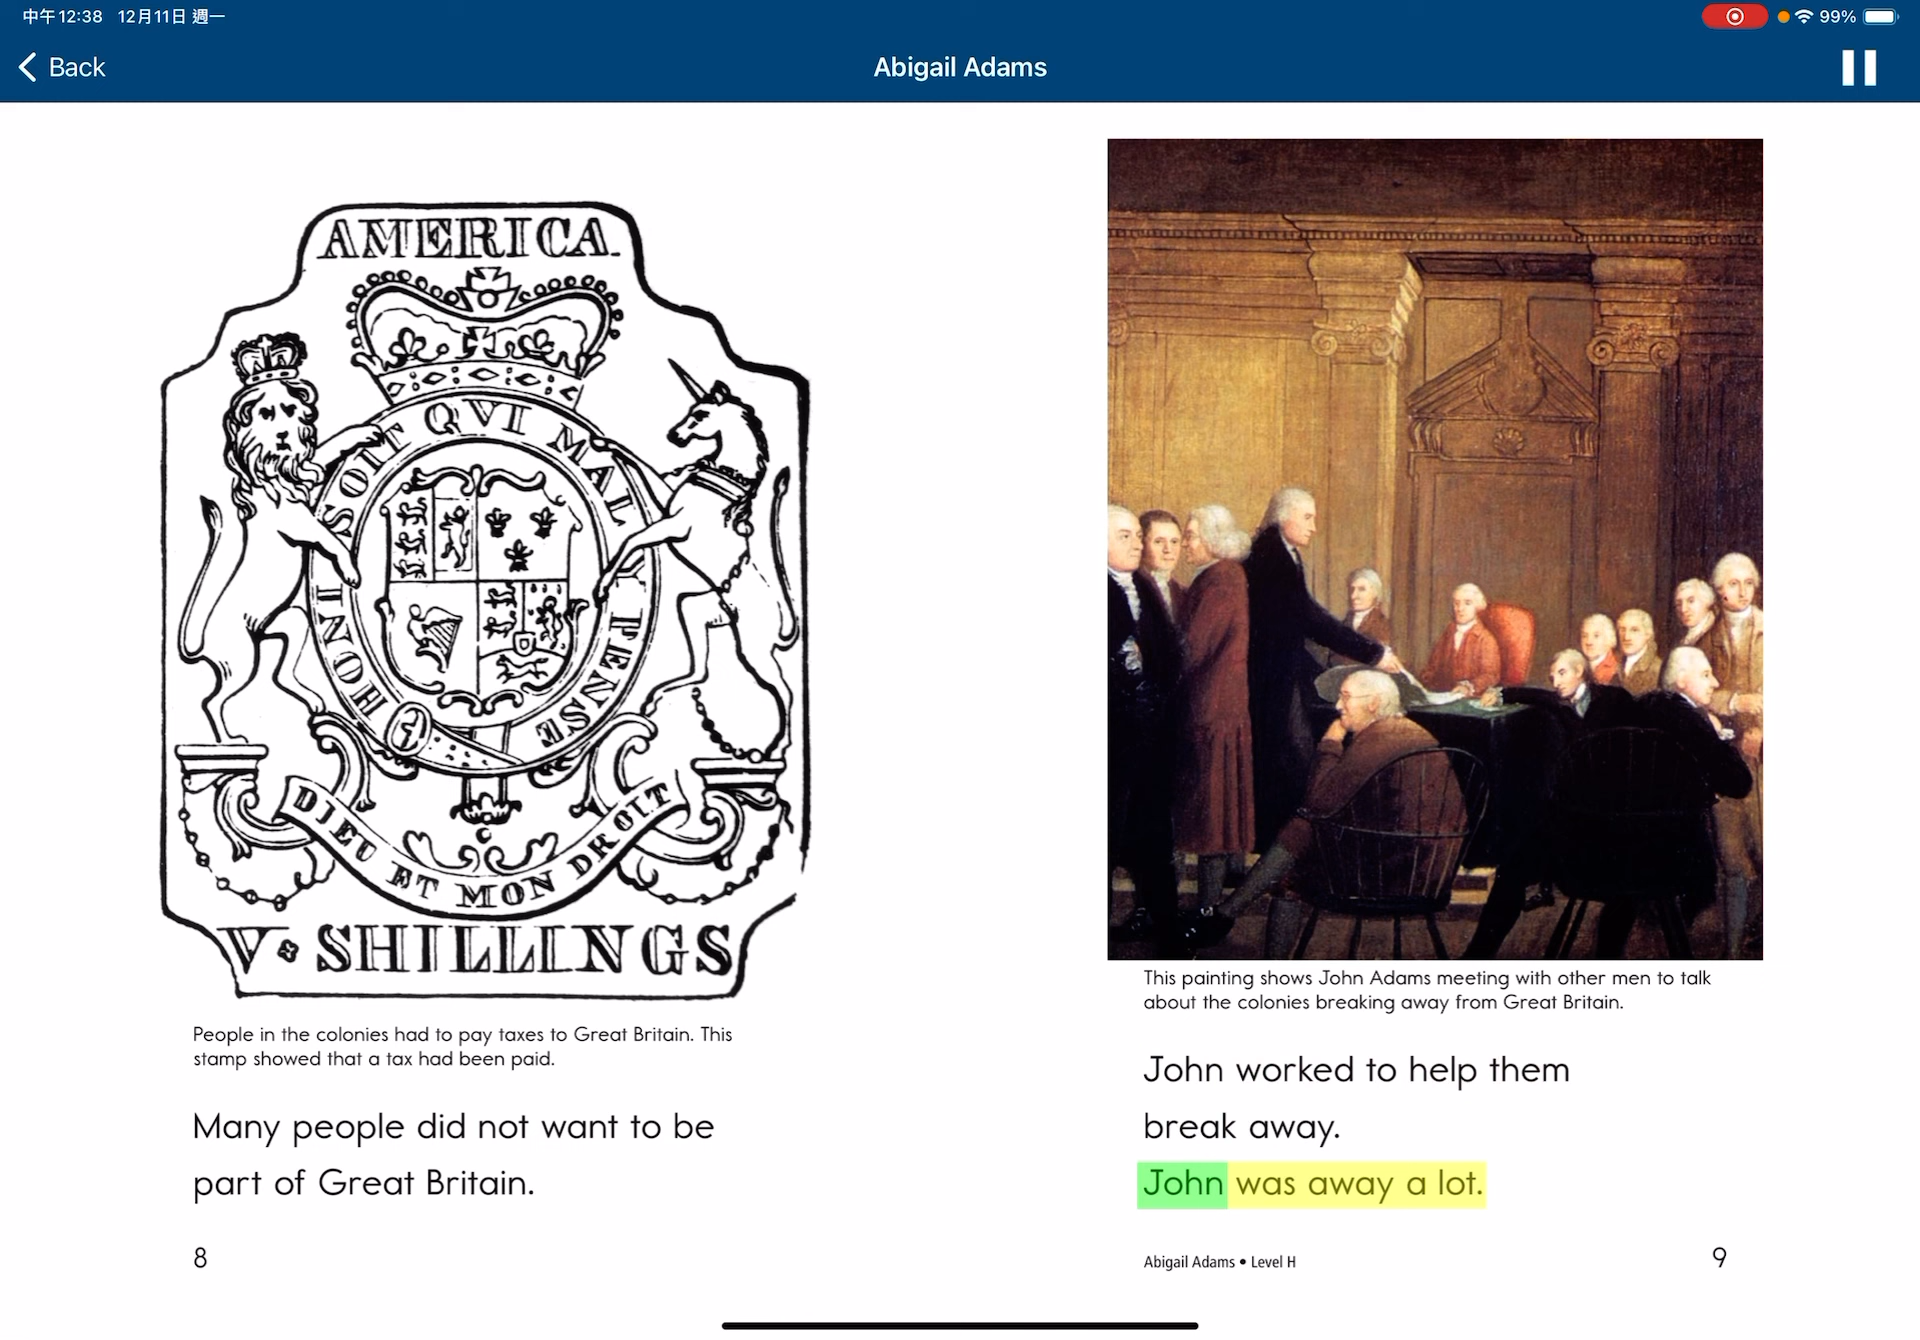 中午12:38 12月11日 週一
99%
Back
Abigail Adams
AMERICA
HONI SOIT QVI MAL Y PENSE
DIEU ET MON DROIT
V SHILLINGS
People in the colonies had to pay taxes to Great Britain. This
stamp showed that a tax had been paid.
Many people did not want to be
part of Great Britain.
8
This painting shows John Adams meeting with other men to talk
about the colonies breaking away from Great Britain.
John worked to help them
break away.
John was away a lot.
Abigail Adams • Level H
9